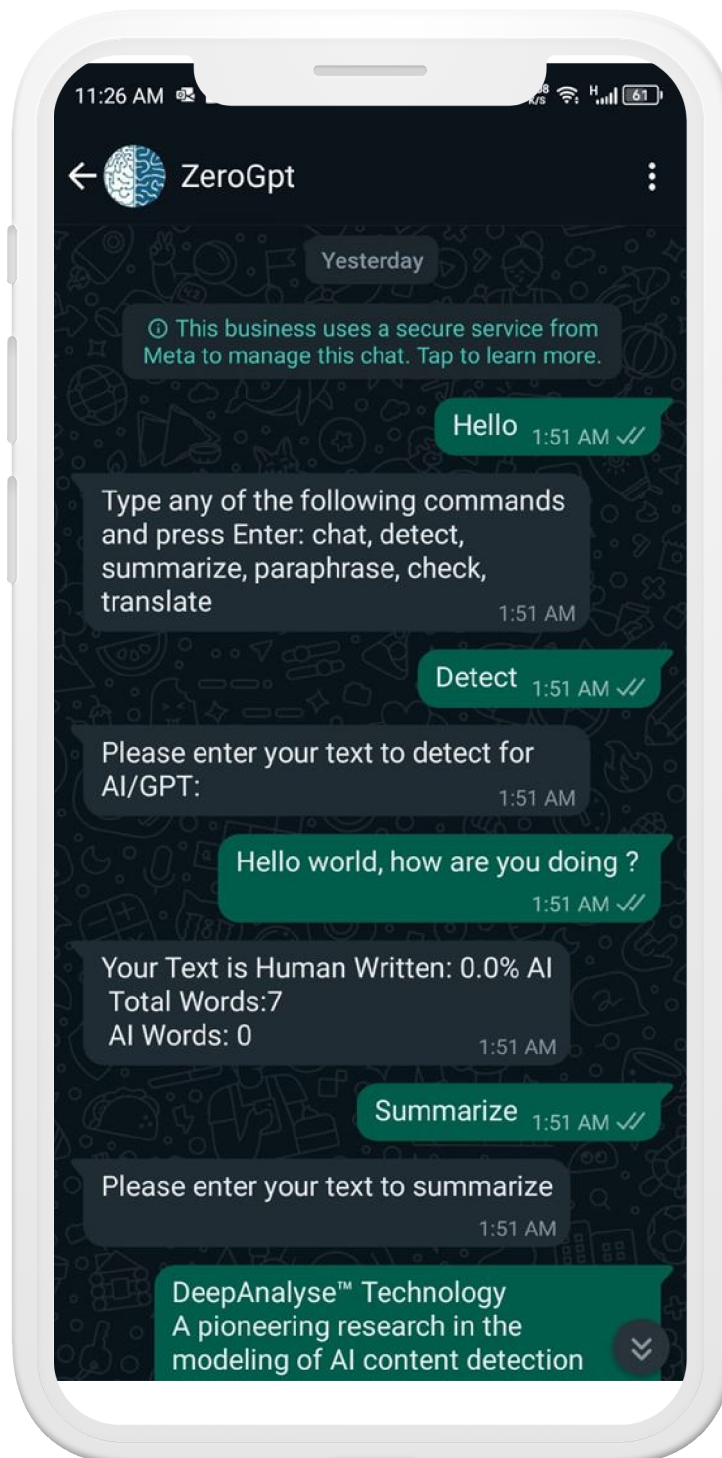 11:26 AM
K/S H 61
ZeroGpt
Yesterday
This business uses a secure service from
Meta to manage this chat. Tap to learn more.
Hello 1:51 AM
Type any of the following commands
and press Enter: chat, detect,
summarize, paraphrase, check,
translate
1:51 AM
Detect 1:51 AM
Please enter your text to detect for
AI/GPT:
1:51 AM
Hello world, how are you doing ?
1:51 AM
Your Text is Human Written: 0.0% AI
Total Words:7
AI Words: 0
1:51 AM
Summarize 1:51 AM
Please enter your text to summarize
1:51 AM
DeepAnalyse™ Technology
A pioneering research in the
modeling of AI content detection